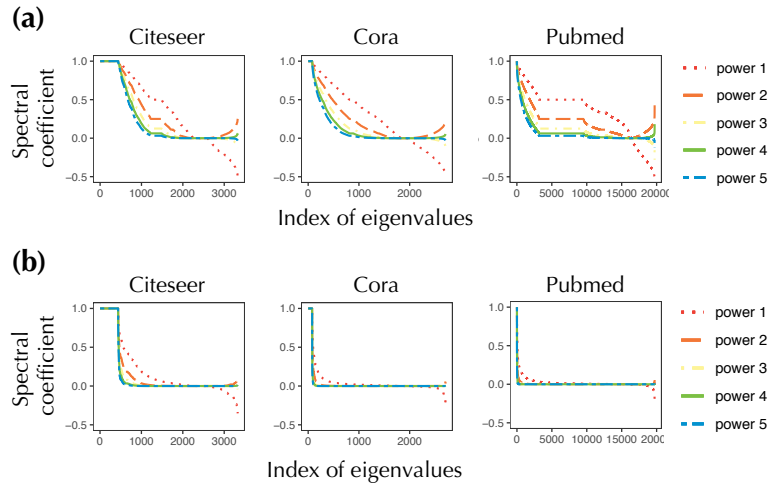 (a)
Citeseer Cora Pubmed
Spectral coefficient
1.0 1.0 1.0
0.5 0.5 0.5
0.0 0.0 0.0
−0.5 −0.5 −0.5
0 1000 2000 3000 0 1000 2000 0 5000 10000 15000 2000
Index of eigenvalues
power 1
power 2
power 3
power 4
power 5
(b)
Citeseer Cora Pubmed
Spectral coefficient
1.0 1.0 1.0
0.5 0.5 0.5
0.0 0.0 0.0
−0.5 −0.5 −0.5
0 1000 2000 3000 0 1000 2000 0 5000 10000 15000 2000
Index of eigenvalues
power 1
power 2
power 3
power 4
power 5